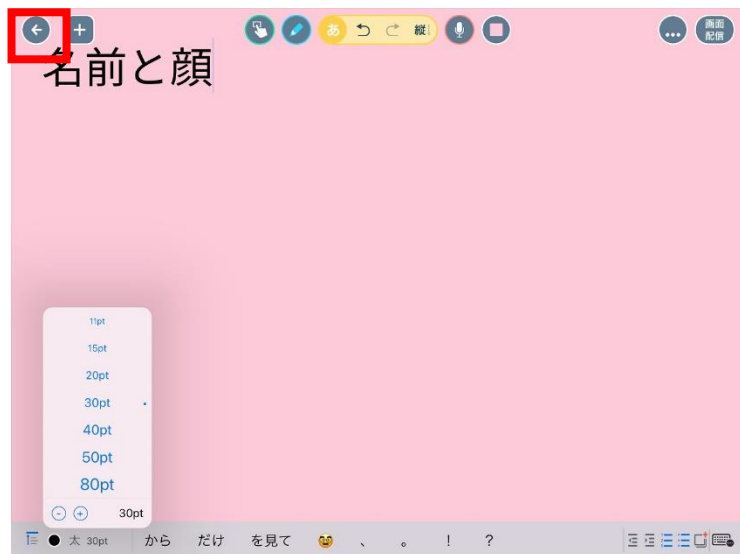 あ 縦 画面
配信
名前と顔
11pt
15pt
20pt
30pt
40pt
50pt
80pt
30pt
太 30pt から だけ を見て 😆 、 。 ! ?